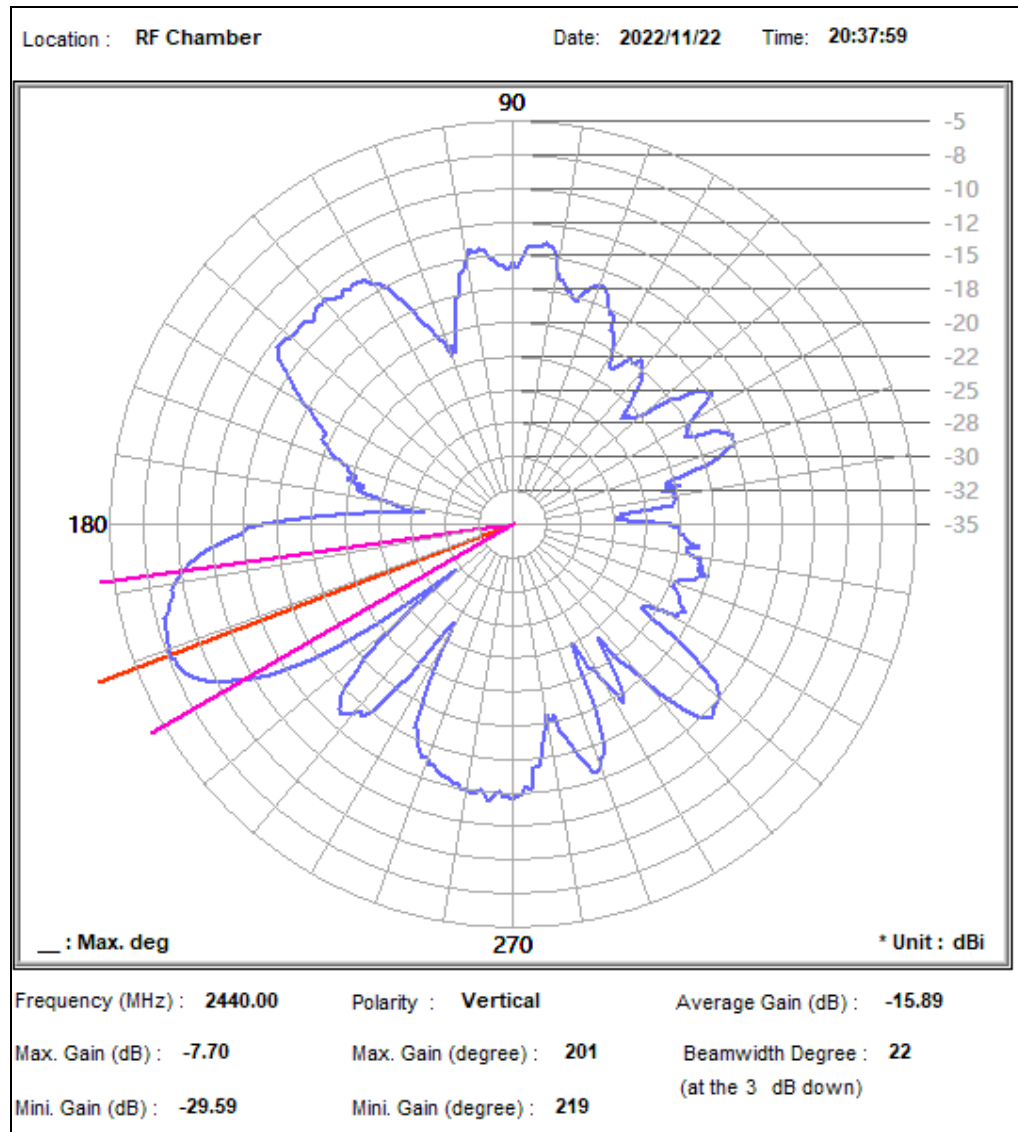 Location : RF Chamber Date: 2022/11/22 Time: 20:37:59
90
-5
-8
-10
-12
-15
-18
-20
-22
-25
-28
-30
-32
180 -35
__ : Max. deg 270 * Unit : dBi
Frequency (MHz) : 2440.00 Polarity : Vertical Average Gain (dB) : -15.89
Max. Gain (dB) : -7.70 Max. Gain (degree) : 201 Beamwidth Degree : 22
(at the 3 dB down)
Mini. Gain (dB) : -29.59 Mini. Gain (degree) : 219